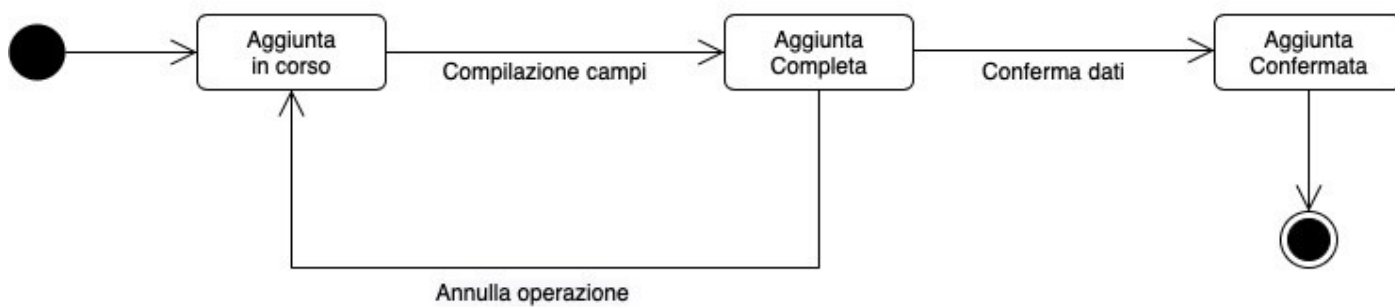 Aggiunta
in corso
Compilazione campi
Aggiunta
Completa
Conferma dati
Aggiunta
Confermata
Annulla operazione